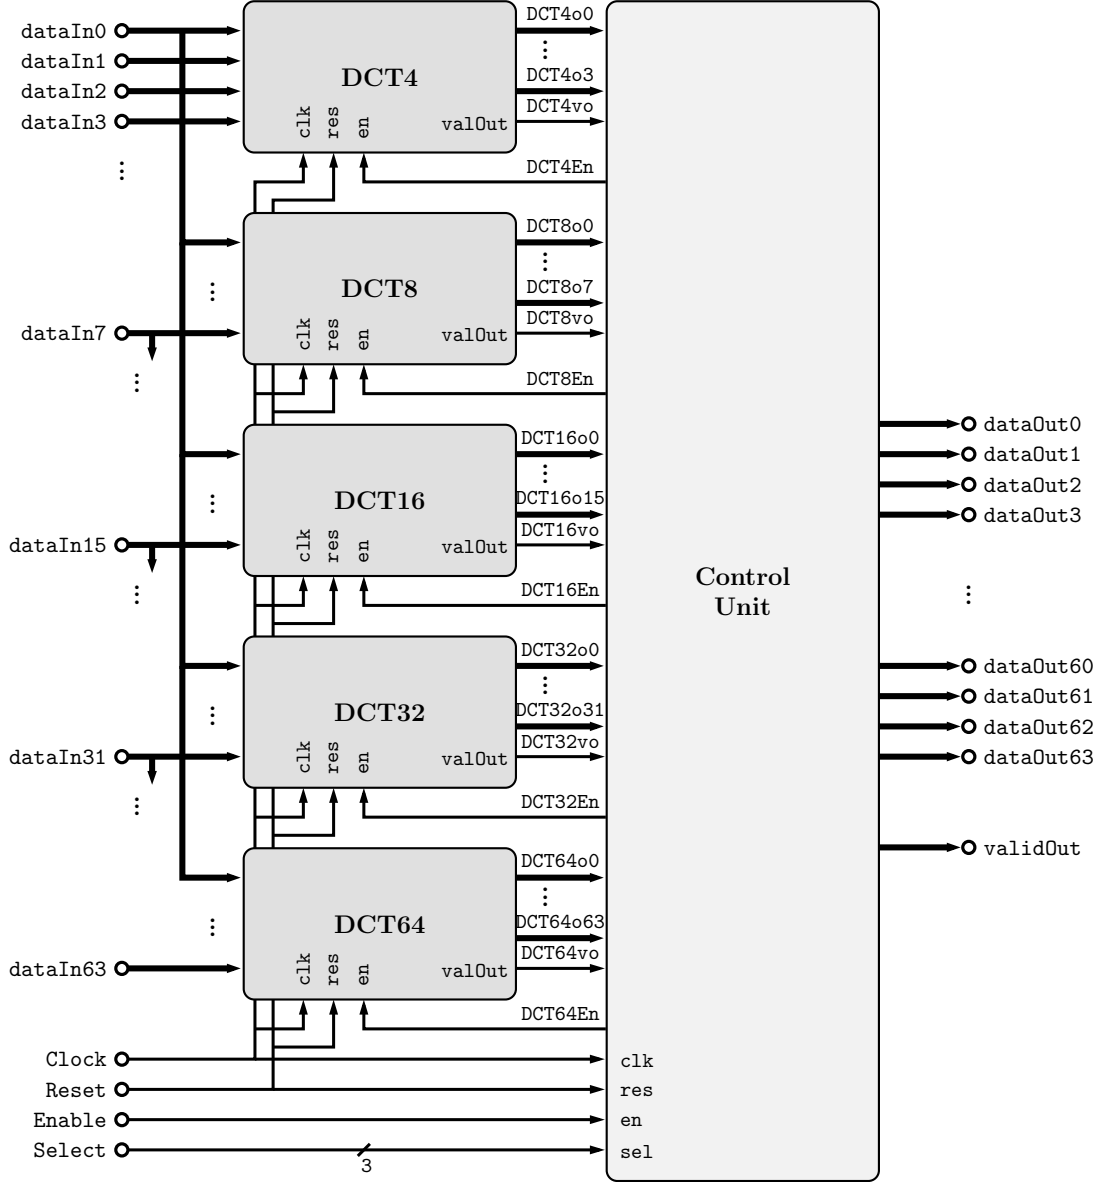 dataIn0
dataIn1
dataIn2
dataIn3
⋮
DCT4
clk
res
en
valOut
DCT4o0
⋮
DCT4o3
DCT4vo
DCT4En
dataIn7
⋮
⋮
DCT8
clk
res
en
valOut
DCT8o0
⋮
DCT8o7
DCT8vo
DCT8En
dataIn15
⋮
⋮
DCT16
clk
res
en
valOut
DCT16o0
⋮
DCT16o15
DCT16vo
DCT16En
dataIn31
⋮
⋮
DCT32
clk
res
en
valOut
DCT32o0
⋮
DCT32o31
DCT32vo
DCT32En
dataIn63
⋮
DCT64
clk
res
en
valOut
DCT64o0
⋮
DCT64o63
DCT64vo
DCT64En
Clock
Reset
Enable
Select
3
clk
res
en
sel
Control
Unit
dataOut0
dataOut1
dataOut2
dataOut3
⋮
dataOut60
dataOut61
dataOut62
dataOut63
validOut